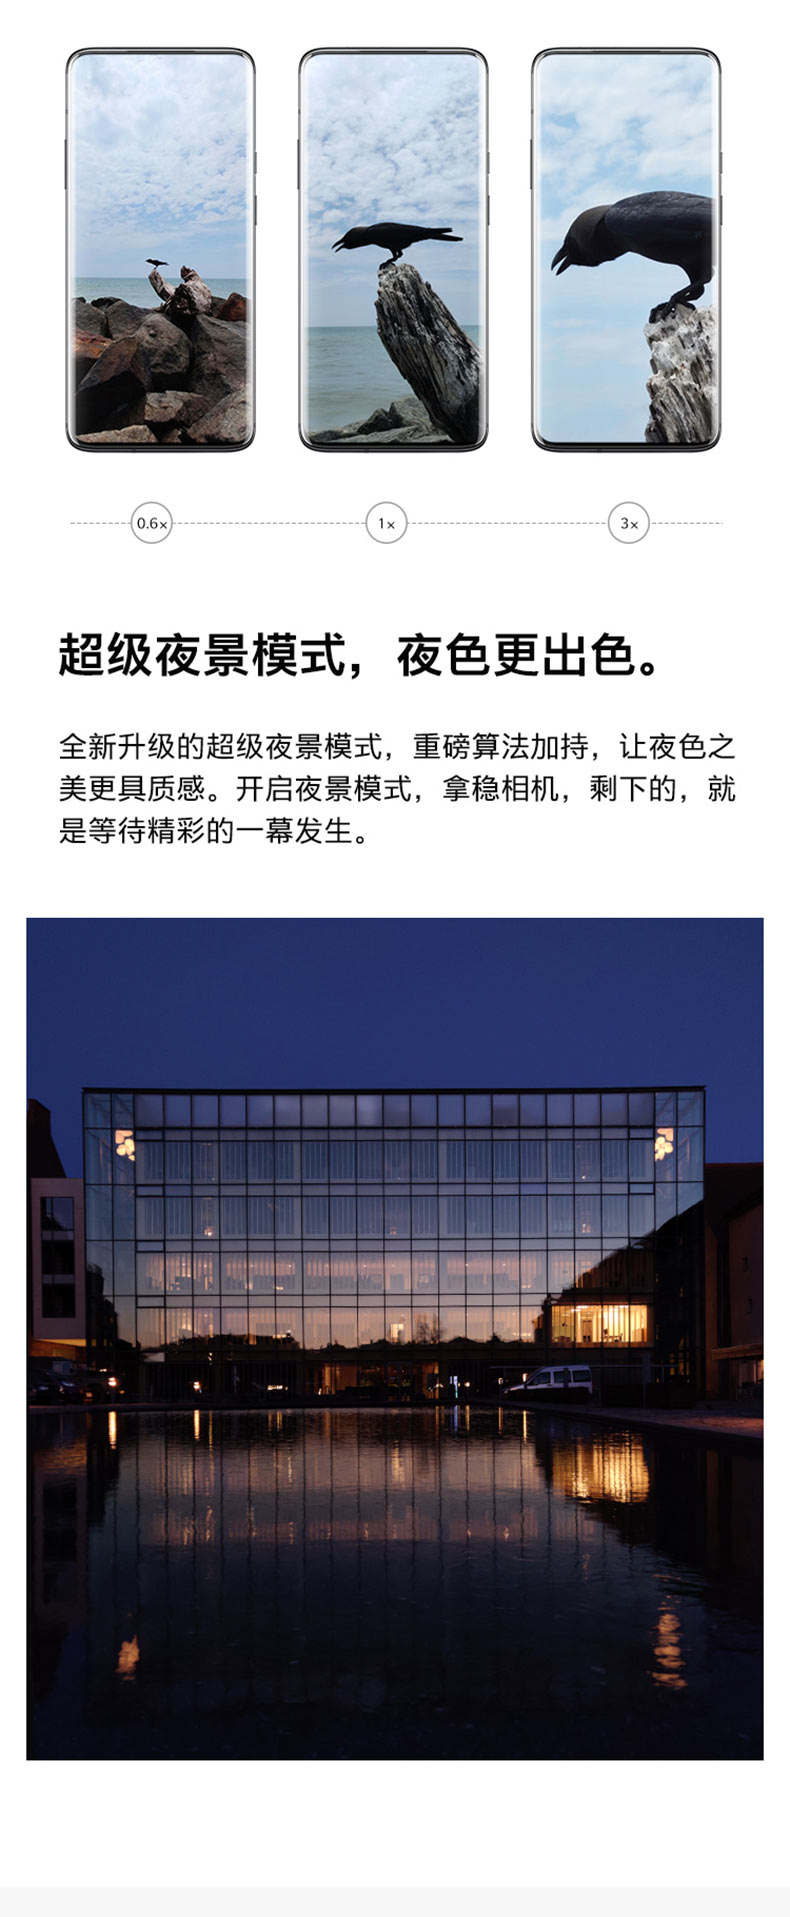 0.6x
1x
3x
超级夜景模式，夜色更出色。
全新升级的超级夜景模式，重磅算法加持，让夜色之
美更具质感。开启夜景模式，拿稳相机，剩下的，就
是等待精彩的一幕发生。